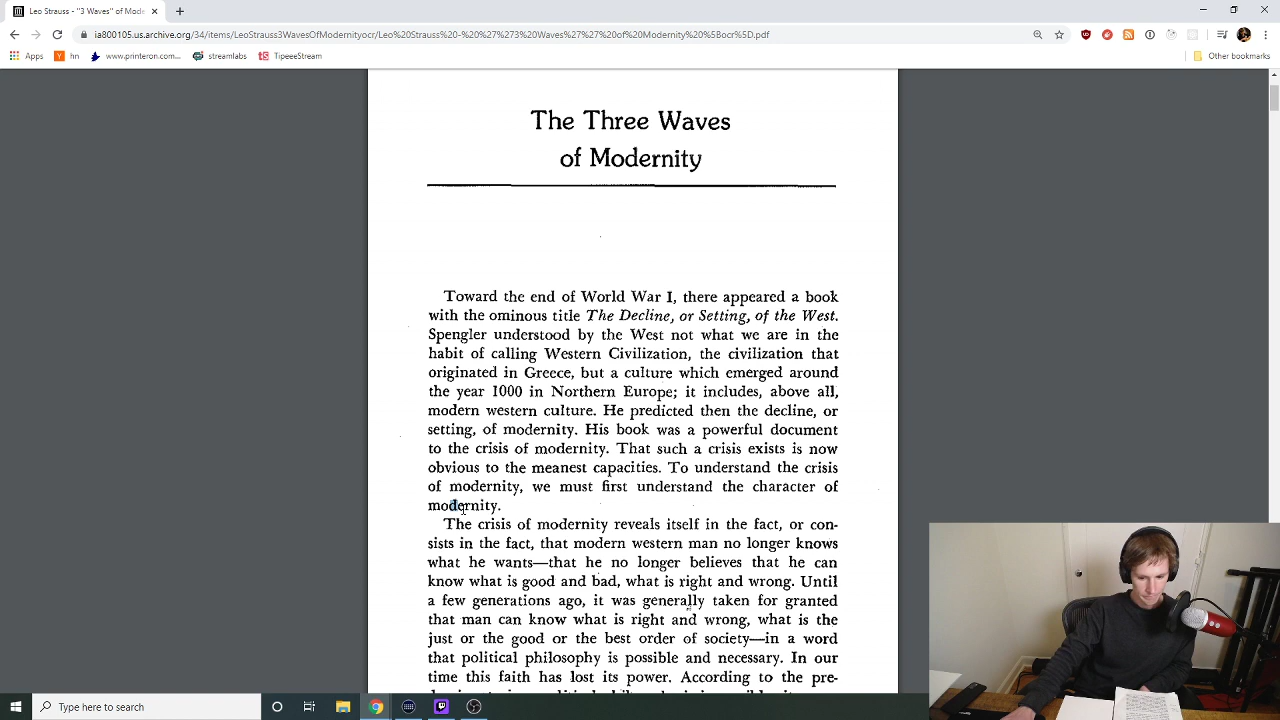 Leo Strauss - "3 Waves" of Mode
ia800105.us.archive.org/34/items/LeoStrauss3WavesOfModernityocr/Leo%20Strauss%20-%20%27%273%20Waves%27%27%20of%20Modernity%20%5Bocr%5D.pdf
Apps hn www.printeron.com... streamlabs TipeeeStream Other bookmarks
The Three Waves
of Modernity
Toward the end of World War I, there appeared a book
with the ominous title The Decline, or Setting, of the West.
Spengler understood by the West not what we are in the
habit of calling Western Civilization, the civilization that
originated in Greece, but a culture which emerged around
the year 1000 in Northern Europe; it includes, above all,
modern western culture. He predicted then the decline, or
setting, of modernity. His book was a powerful document
to the crisis of modernity. That such a crisis exists is now
obvious to the meanest capacities. To understand the crisis
of modernity, we must first understand the character of
modernity.
The crisis of modernity reveals itself in the fact, or con-
sists in the fact, that modern western man no longer knows
what he wants—that he no longer believes that he can
know what is good and bad, what is right and wrong. Until
a few generations ago, it was generally taken for granted
that man can know what is right and wrong, what is the
just or the good or the best order of society—in a word
that political philosophy is possible and necessary. In our
time this faith has lost its power. According to the pre-
Type here to search